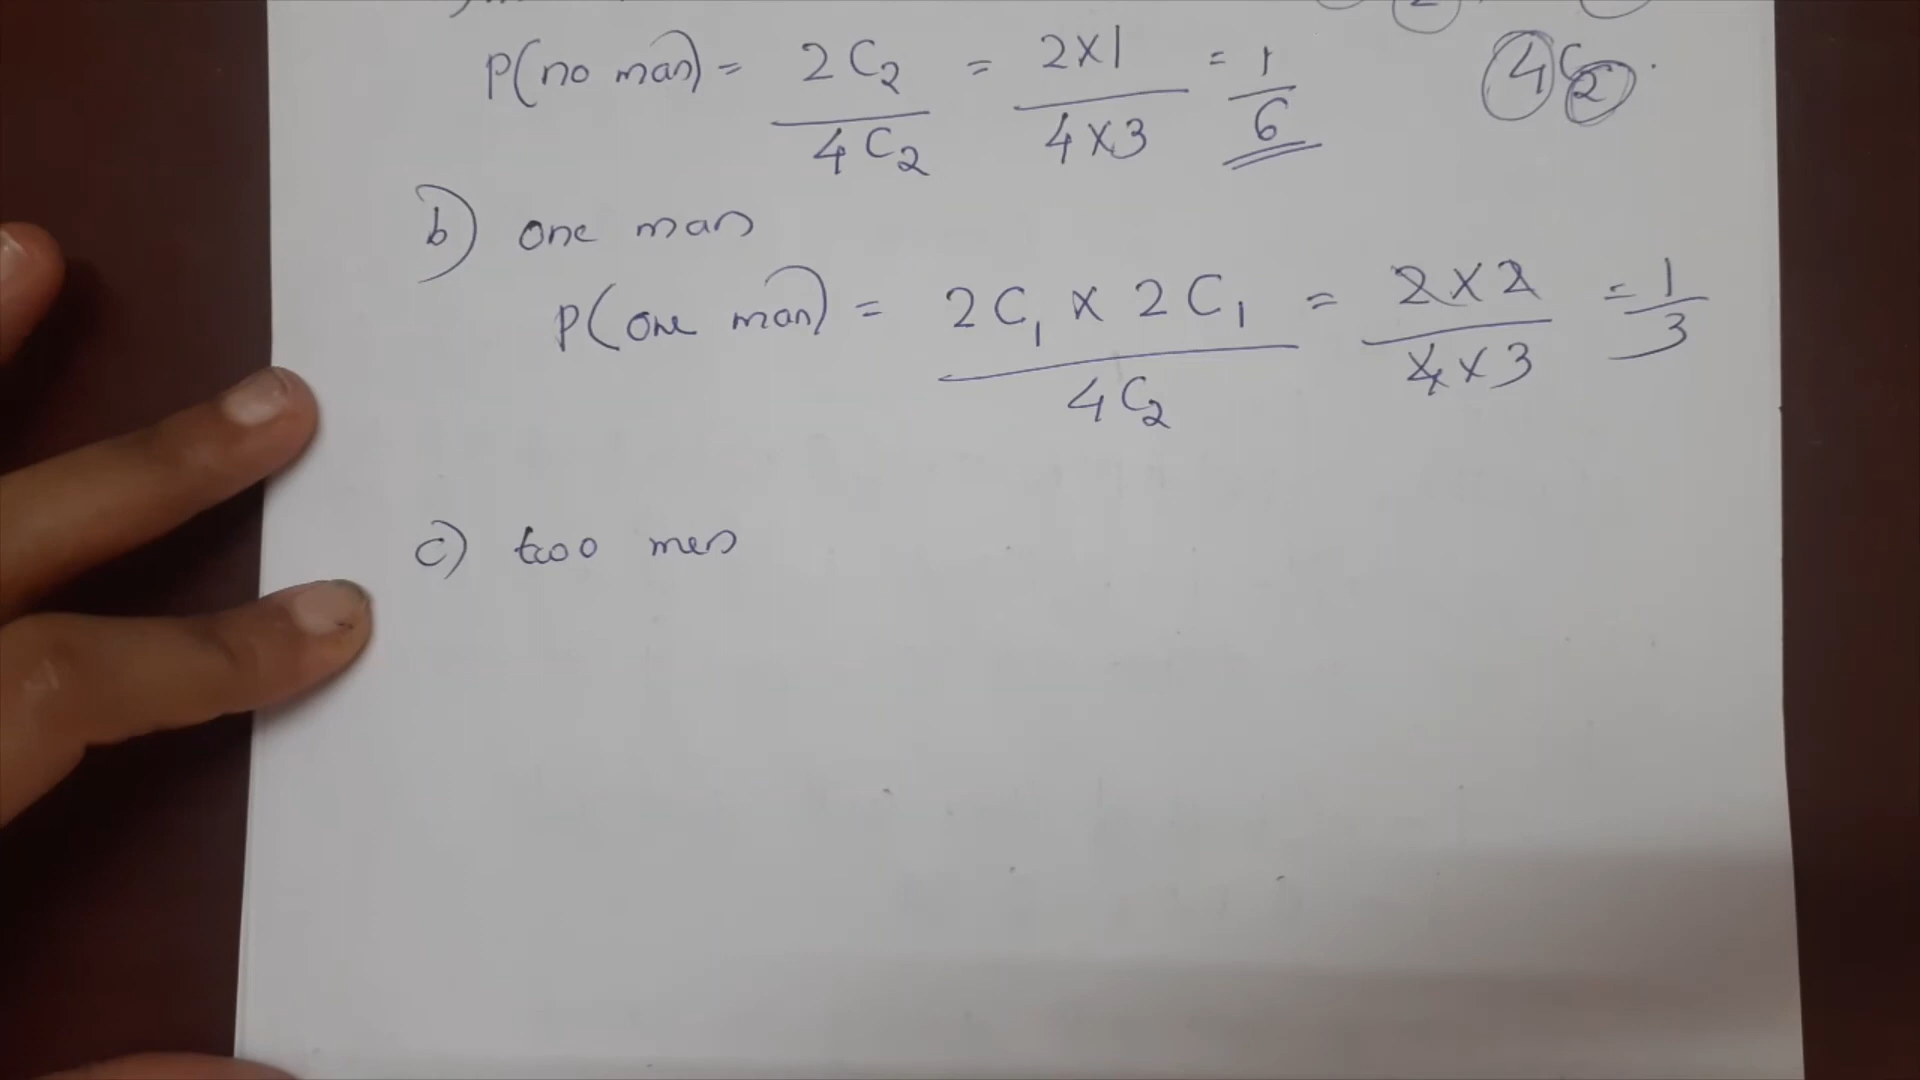 P(no man) = 2C₂/4C₂ = 2×1/4×3 = 1/6 4C₂
b) one man
P(one man) = 2C₁ × 2C₁/4C₂ = 2×2/4×3 = 1/3
c) two men